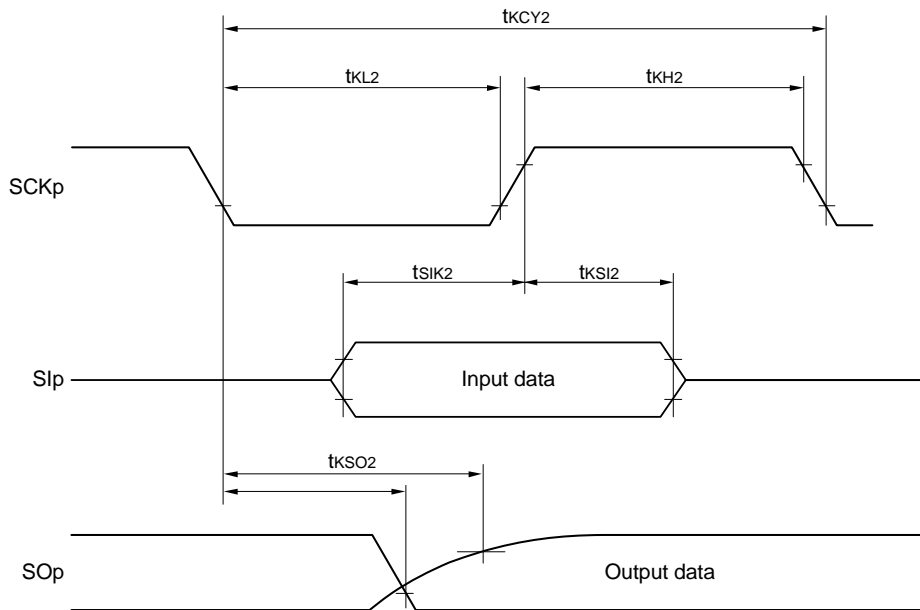 tKCY2
tKL2
tKH2
SCKp
tSIK2
tKSI2
SIp
Input data
tKSO2
SOp
Output data